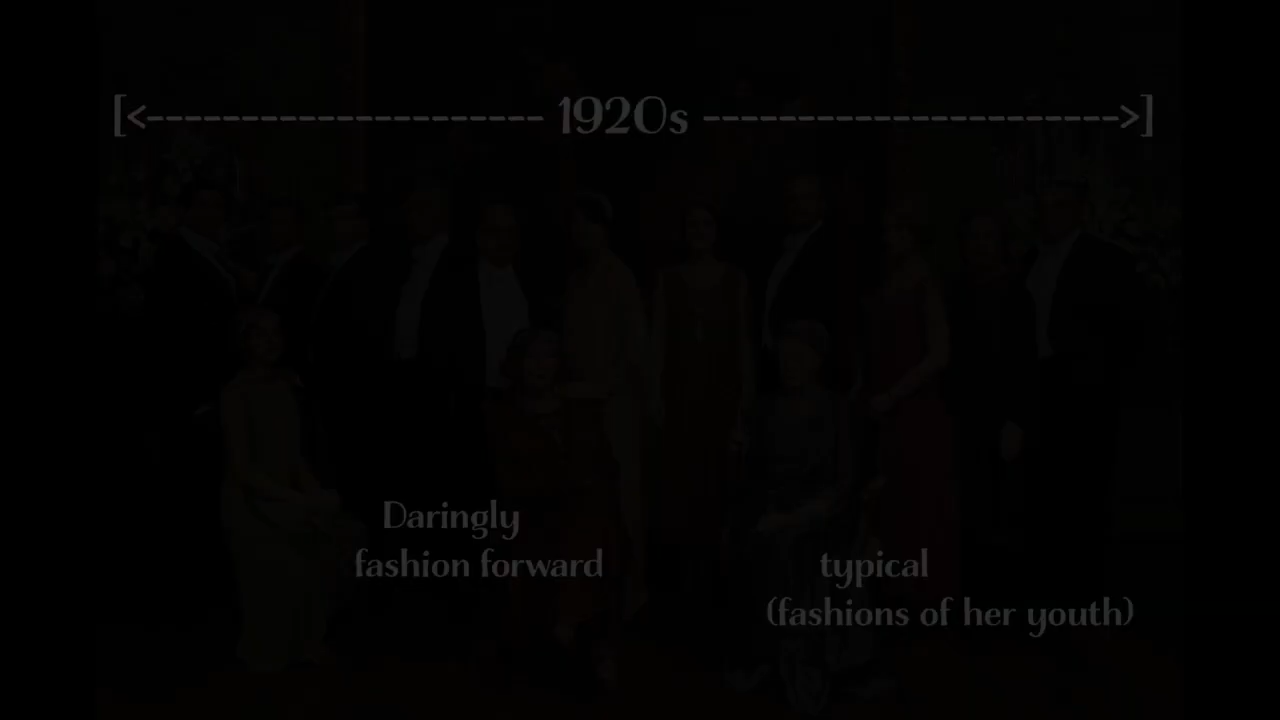 [<---------------------- 1920s ----------------------->]
Daringly
fashion forward
typical
(fashions of her youth)